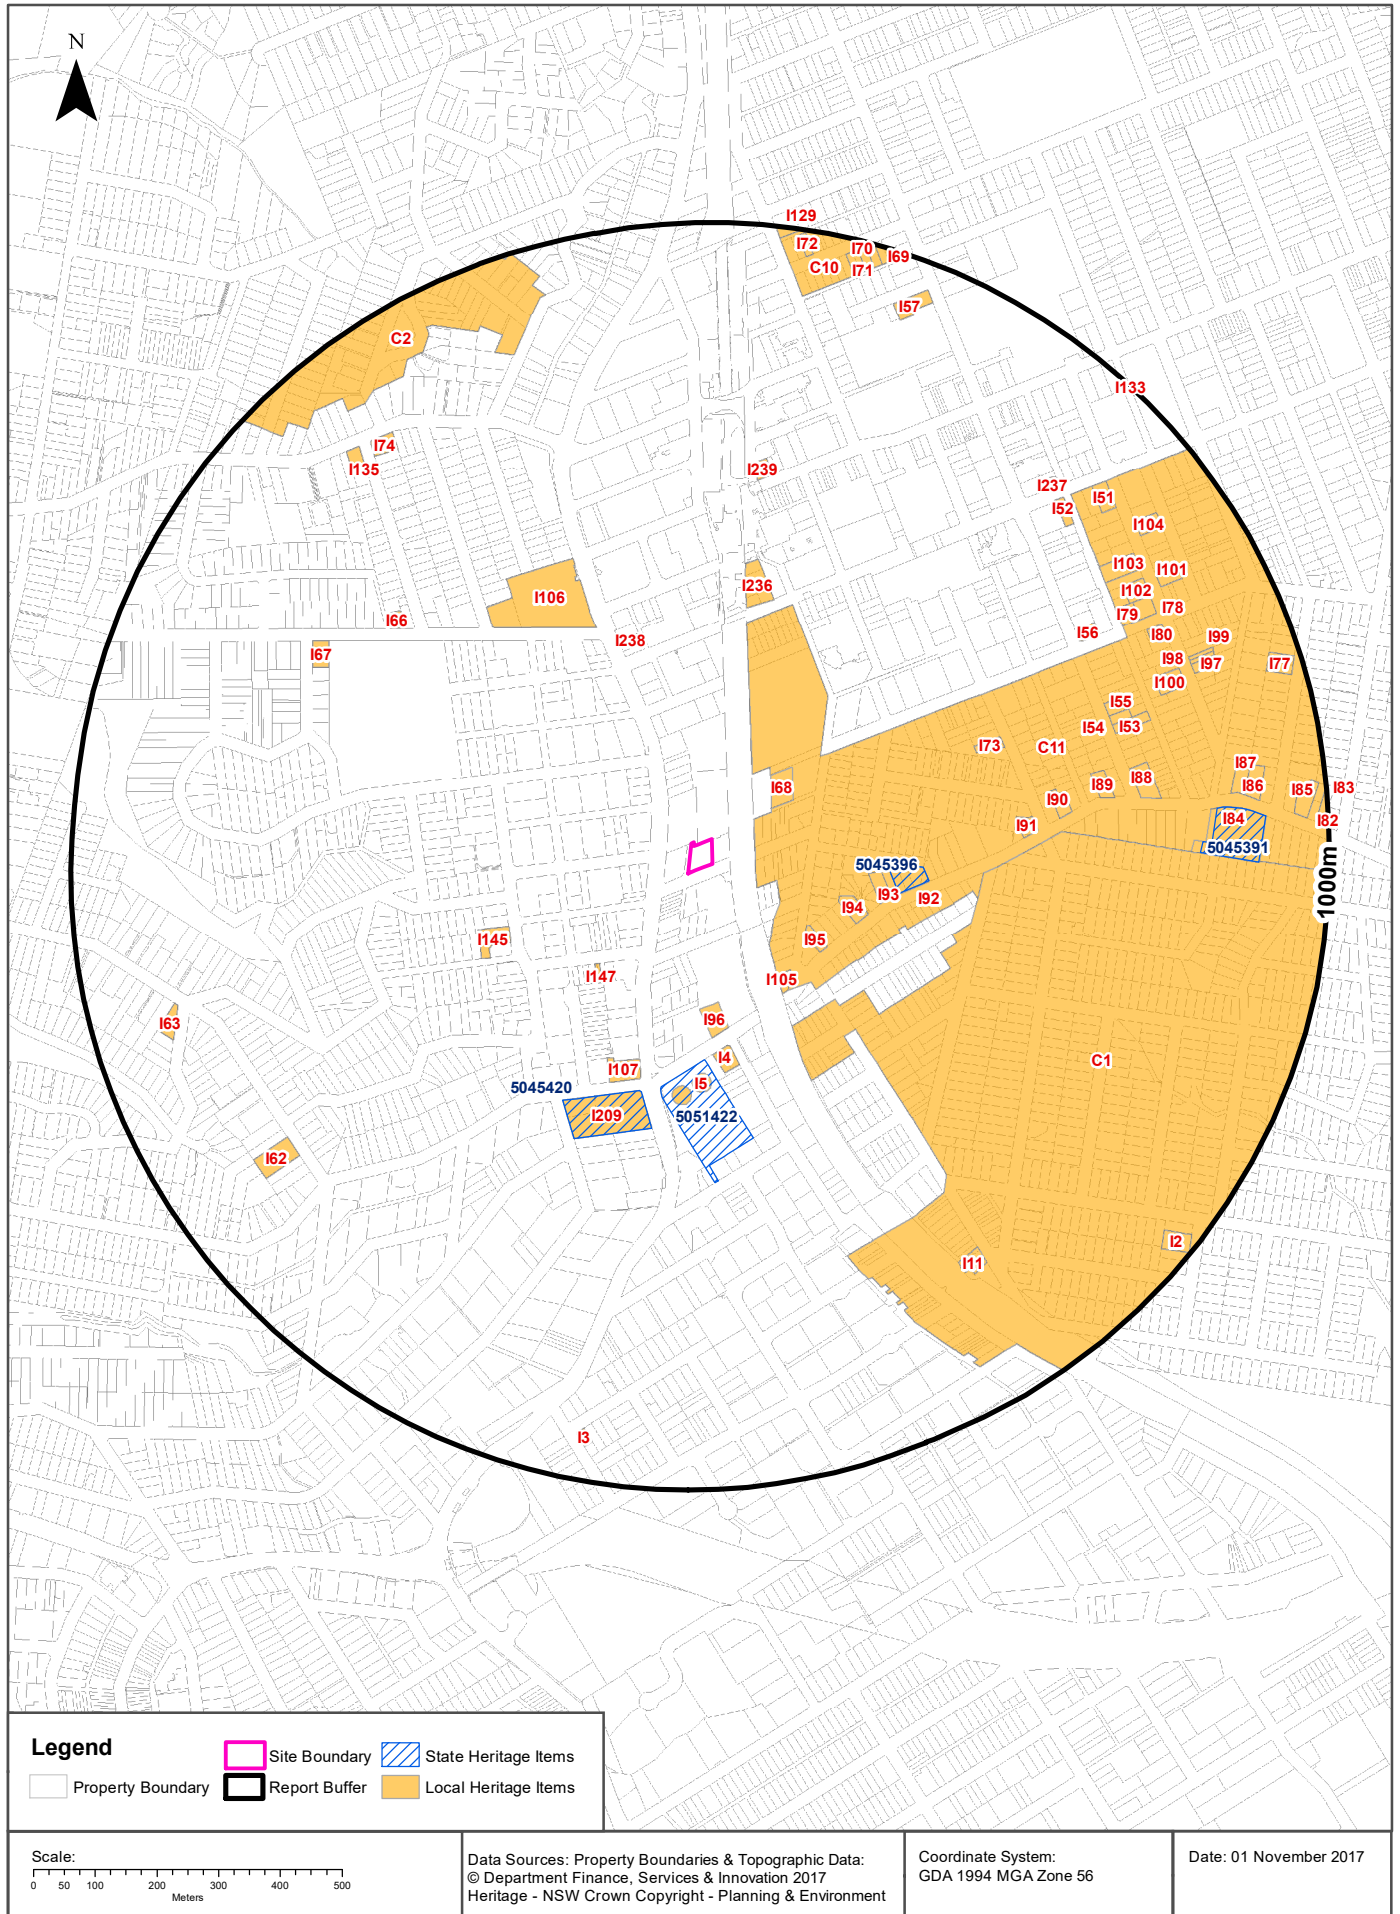 N
I129
I72
I70
I69
C10
I71
I57
C2
I133
I74
I135
I239
I237
I51
I52
I104
I103
I101
I236
I102
I106
I78
I79
I66
I238
I56
I80
I99
I67
I98
I97
I77
I100
I55
I54
I53
I73
C11
I87
I68
I89
I88
I86
I85
I83
I90
I91
I84
I82
5045391
5045396
1000m
I93
I92
I94
I95
I145
I147
I105
I63
I96
I4
C1
I107
5045420
I5
I209
5051422
I62
I2
I11
I3
Legend
Site Boundary
State Heritage Items
Property Boundary
Report Buffer
Local Heritage Items
Scale:
0 50 100 200 300 400 500
Meters
Data Sources: Property Boundaries & Topographic Data:
© Department Finance, Services & Innovation 2017
Heritage - NSW Crown Copyright - Planning & Environment
Coordinate System:
GDA 1994 MGA Zone 56
Date: 01 November 2017